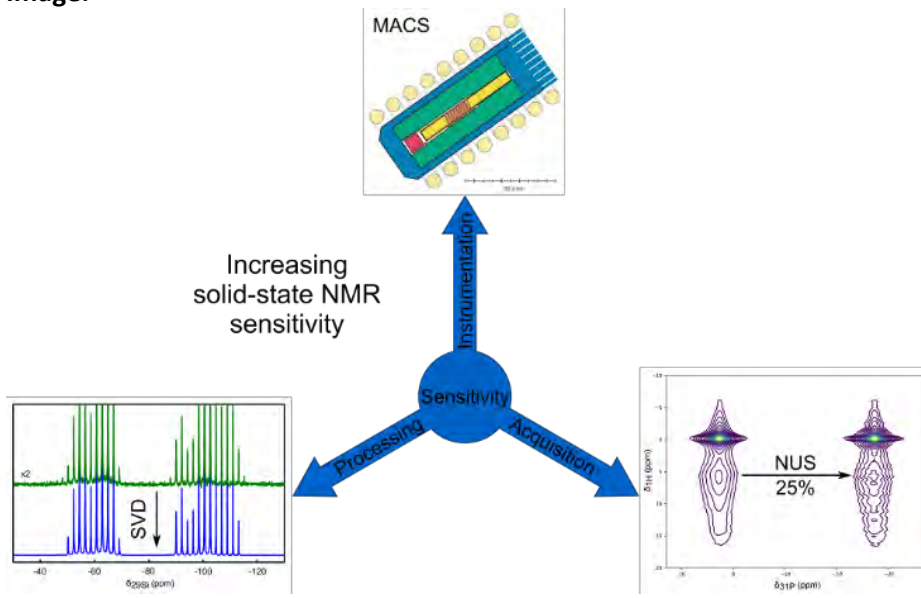 Image.
MACS
Increasing
solid-state NMR
sensitivity
Instrumentation
Sensitivity
Processing
Acquisition
x2
SVD
-40
-60
-80
-100
-120
δ29Si (ppm)
NUS
25%
δ1H (ppm)
δ31P (ppm)